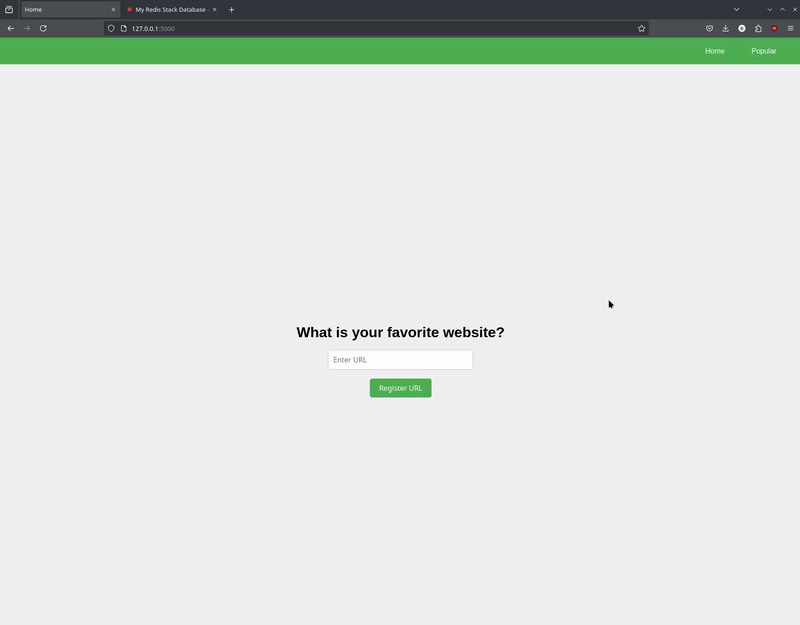 Home
My Redis Stack Database -
127.0.0.1:5000
Home Popular
What is your favorite website?
Enter URL
Register URL